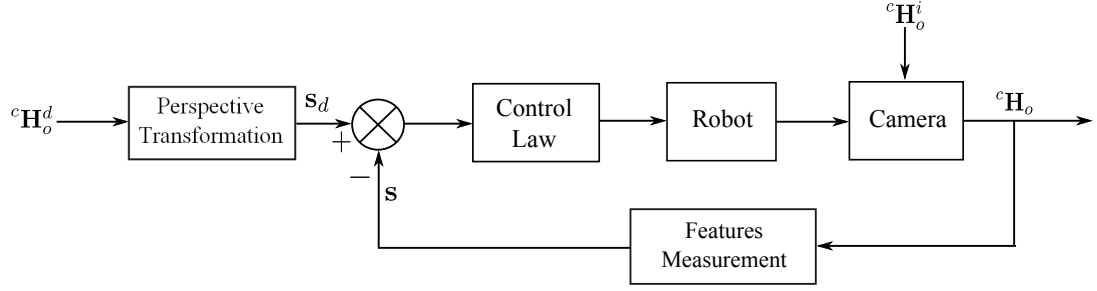 ᶜH_o^i
ᶜH_o^d
Perspective
Transformation
s_d
+
−
s
Control
Law
Robot
Camera
ᶜH_o
Features
Measurement